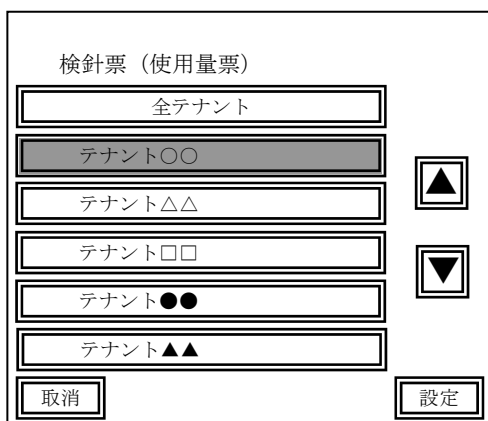 検針票（使用量票）
全テナント
テナント○○
▲
テナント△△
テナント□□
▼
テナント●●
テナント▲▲
取消
設定